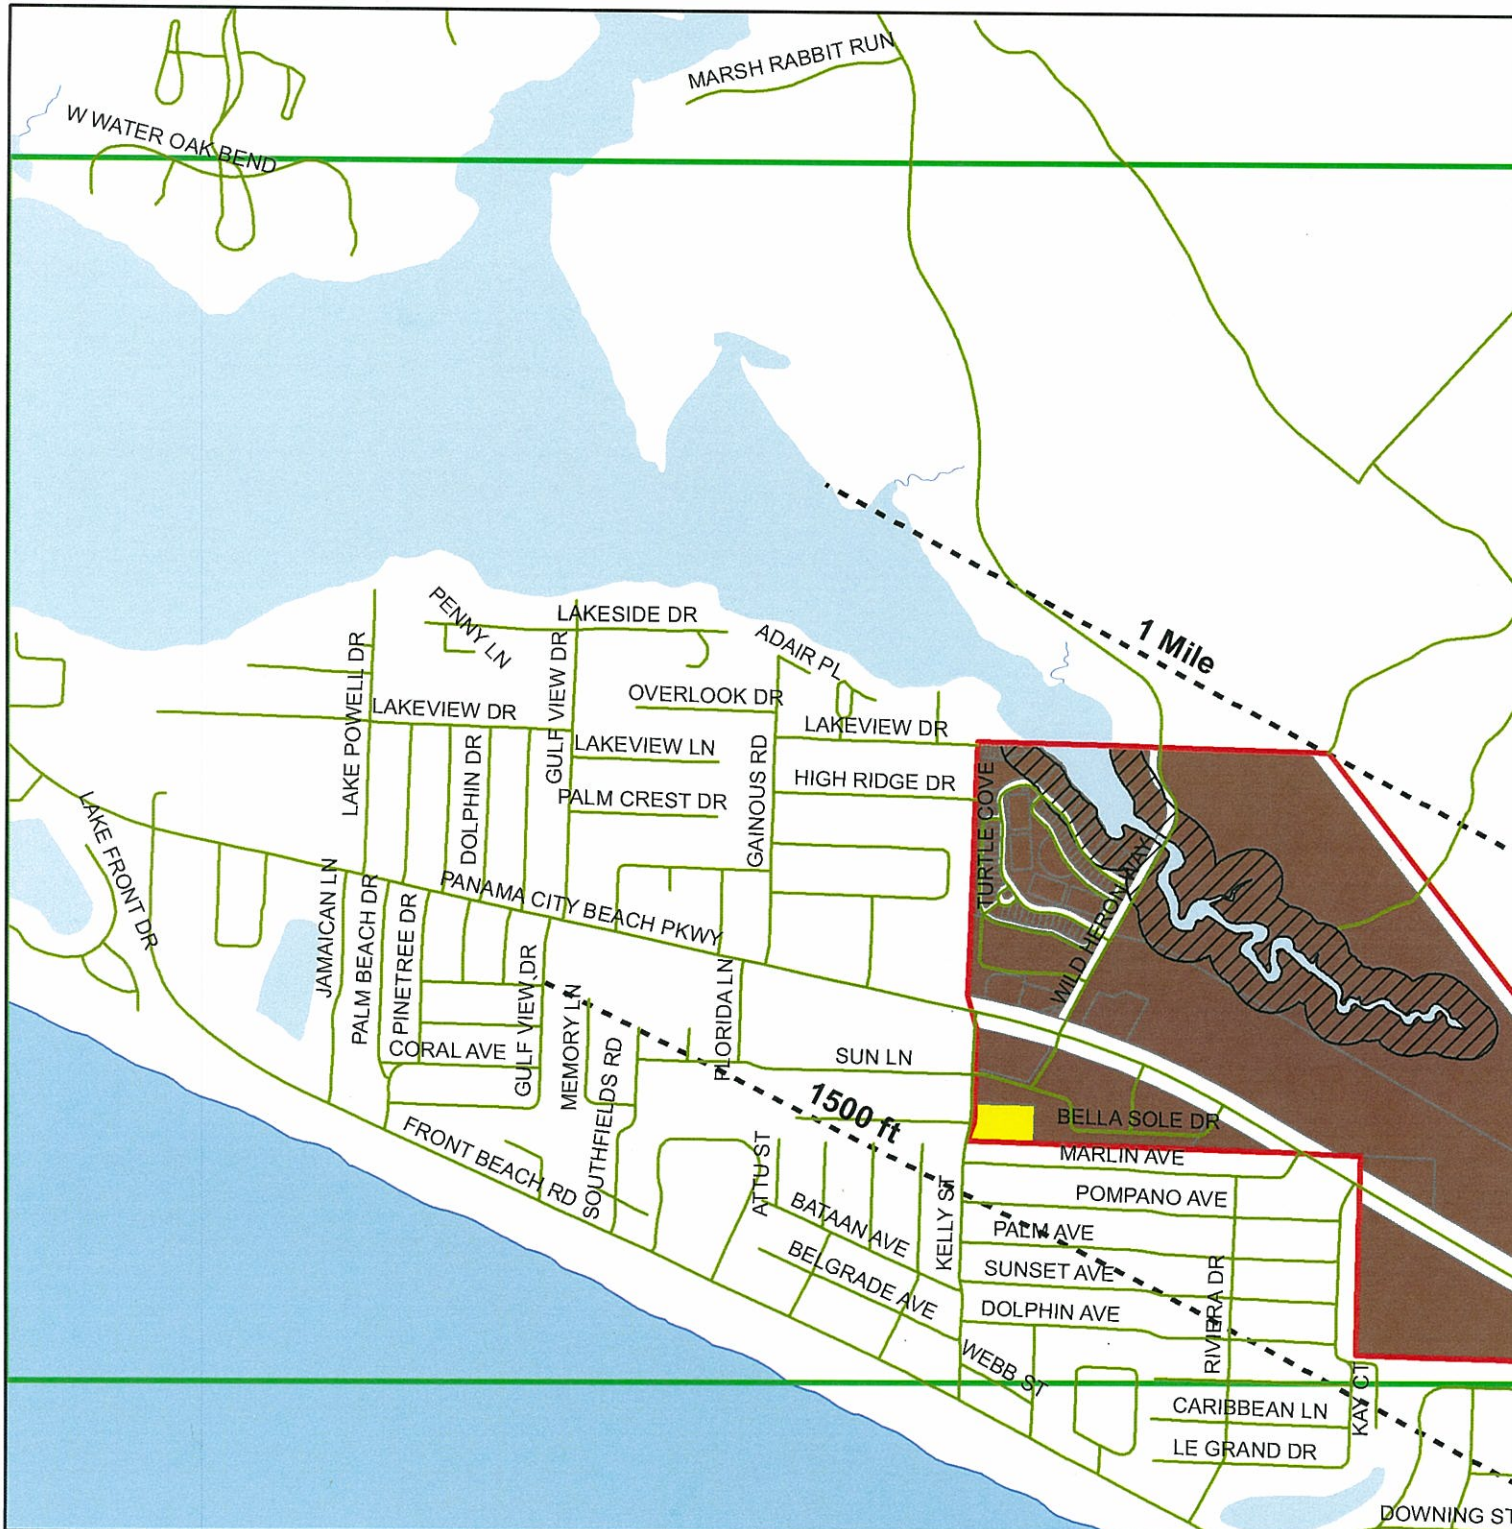 MARSH RABBIT RUN
W WATER OAK BEND
1 Mile
PENNY LN
LAKESIDE DR
ADAIR PL
LAKE POWELL DR
GULF VIEW DR
OVERLOOK DR
LAKEVIEW DR
LAKEVIEW DR
LAKEVIEW LN
DOLPHIN DR
GAINOUS RD
HIGH RIDGE DR
PALM CREST DR
TURTLE COVE
LAKE FRONT DR
WILD HERON WAY
PANAMA CITY BEACH PKWY
JAMAICAN LN
PALM BEACH DR
PINETREE DR
GULF VIEW DR
MEMORY LN
FLORIDA LN
CORAL AVE
SUN LN
SOUTHFIELDS RD
1500 ft
BELLA SOLE DR
FRONT BEACH RD
ATTU ST
MARLIN AVE
KELLY ST
POMPANO AVE
BATAAN AVE
PALM AVE
BELGRADE AVE
SUNSET AVE
RIVIERA DR
DOLPHIN AVE
WEBB ST
KAY CT
CARIBBEAN LN
LE GRAND DR
DOWNING ST